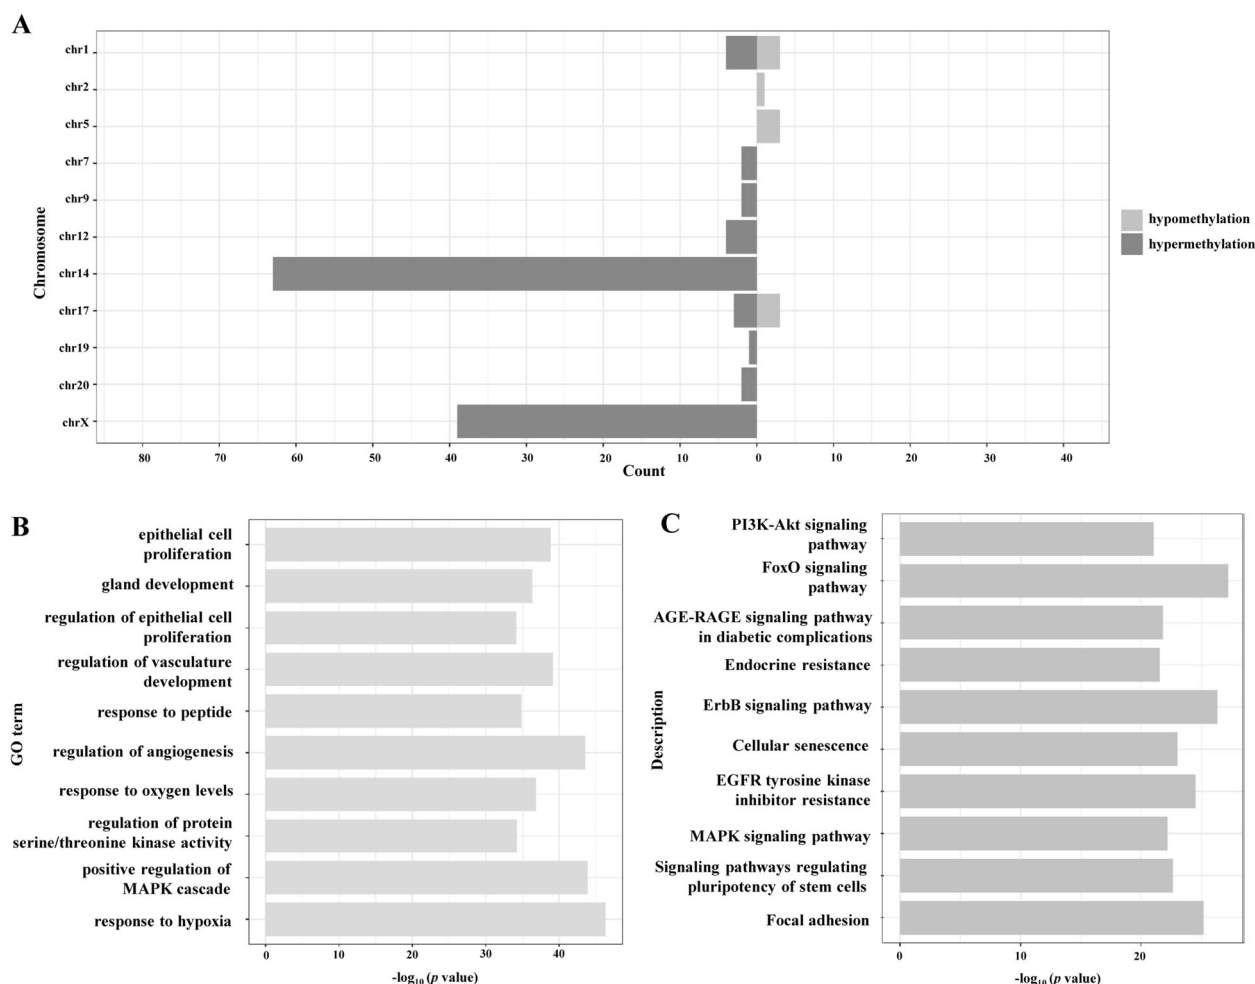 A
chr1
chr2
chr5
chr7
chr9
chr12
chr14
chr17
chr19
chr20
chrX
Chromosome
80
70
60
50
40
30
20
10
0
10
20
30
40
Count
hypomethylation
hypermethylation
B
epithelial cell
proliferation
gland development
regulation of epithelial cell
proliferation
regulation of vasculature
development
response to peptide
regulation of angiogenesis
response to oxygen levels
regulation of protein
serine/threonine kinase activity
positive regulation of
MAPK cascade
response to hypoxia
GO term
0
10
20
30
40
-log10 (p value)
C
PI3K-Akt signaling
pathway
FoxO signaling
pathway
AGE-RAGE signaling pathway
in diabetic complications
Endocrine resistance
ErbB signaling pathway
Cellular senescence
EGFR tyrosine kinase
inhibitor resistance
MAPK signaling pathway
Signaling pathways regulating
pluripotency of stem cells
Focal adhesion
Description
0
10
20
-log10 (p value)